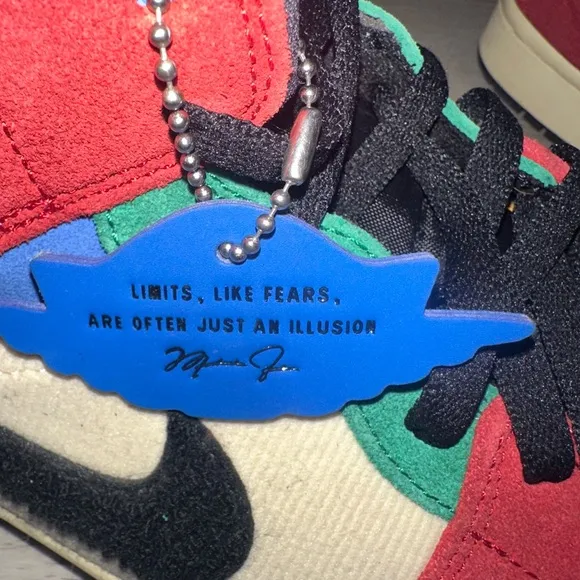 LIMITS, LIKE FEARS,
ARE OFTEN JUST AN ILLUSION